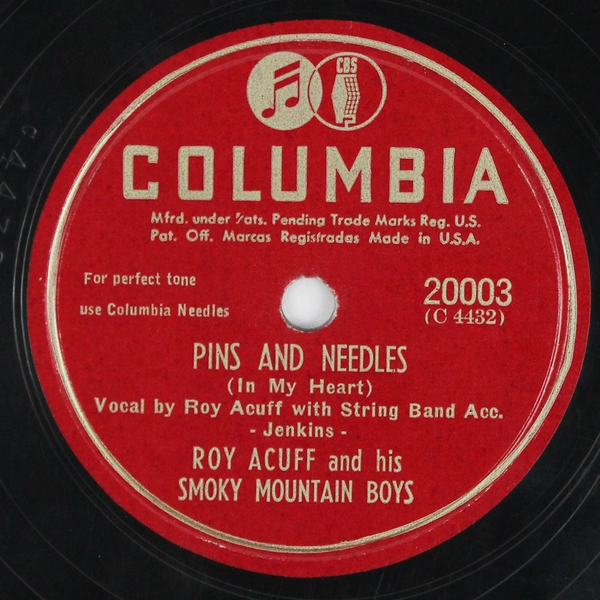 CBS
COLUMBIA
Mfrd. under Pats. Pending Trade Marks Reg. U.S.
Pat. Off. Marcas Registradas Made in U.S.A.
For perfect tone
use Columbia Needles
20003
(C 4432)
PINS AND NEEDLES
(In My Heart)
Vocal by Roy Acuff with String Band Acc.
- Jenkins -
ROY ACUFF and his
SMOKY MOUNTAIN BOYS